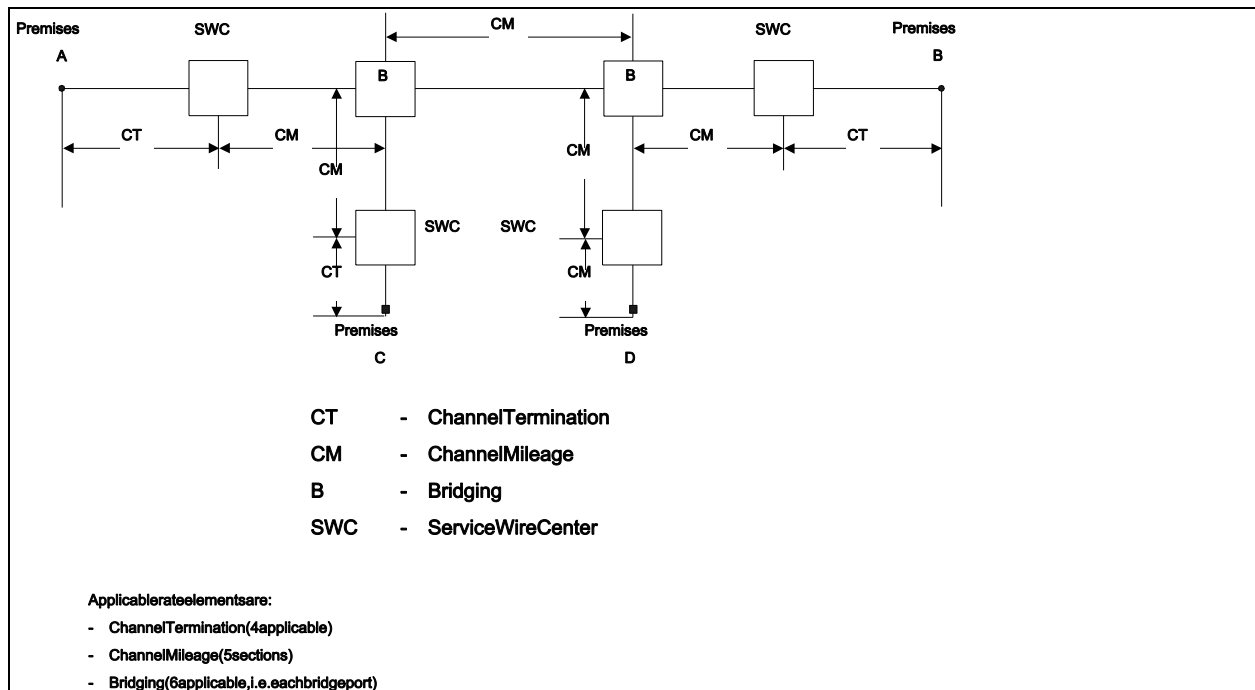 CM
Premises SWC SWC Premises
A B B B
CT CM CM CM CM CT
SWC SWC
CT CM
Premises Premises
C D
CT - ChannelTermination
CM - ChannelMileage
B - Bridging
SWC - ServiceWireCenter
Applicablerateelementsare:
- ChannelTermination(4applicable)
- ChannelMileage(5sections)
- Bridging(6applicable,i.e.eachbridgeport)